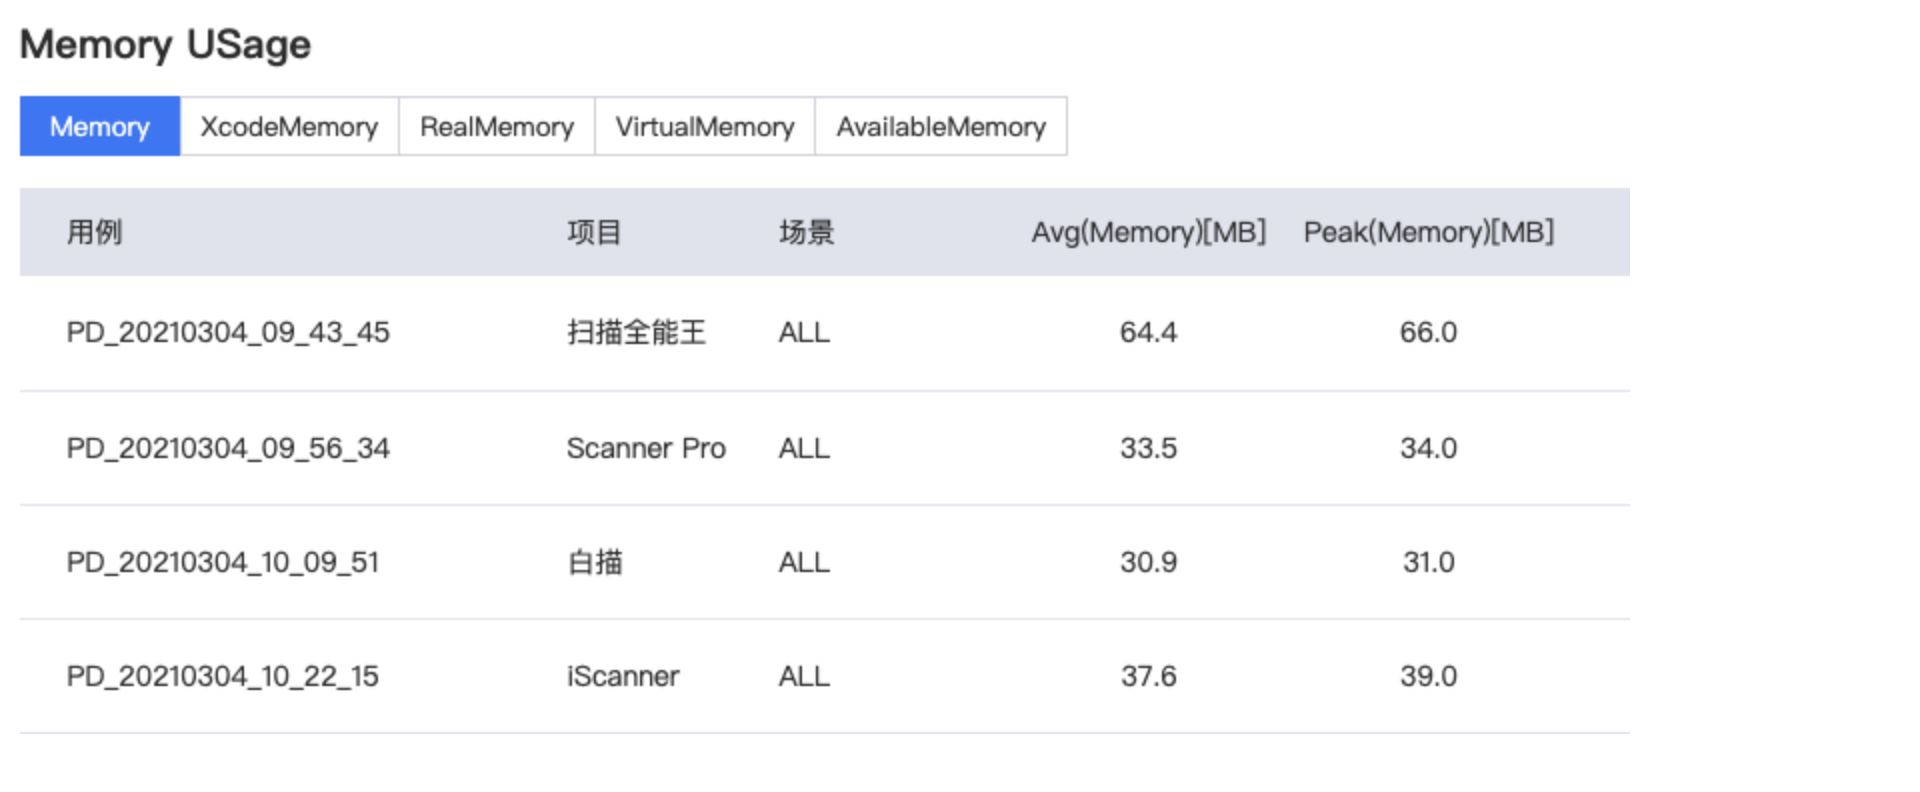 Memory USage
Memory XcodeMemory RealMemory VirtualMemory AvailableMemory
用例 项目 场景 Avg(Memory)[MB] Peak(Memory)[MB]
PD_20210304_09_43_45 扫描全能王 ALL 64.4 66.0
PD_20210304_09_56_34 Scanner Pro ALL 33.5 34.0
PD_20210304_10_09_51 白描 ALL 30.9 31.0
PD_20210304_10_22_15 iScanner ALL 37.6 39.0